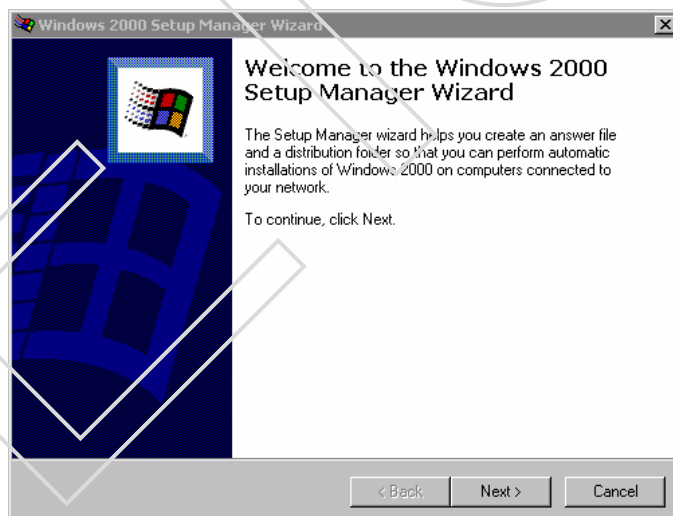 Windows 2000 Setup Manager Wizard
Welcome to the Windows 2000
Setup Manager Wizard
The Setup Manager wizard helps you create an answer file
and a distribution folder so that you can perform automatic
installations of Windows 2000 on computers connected to
your network.
To continue, click Next.
< Back
Next >
Cancel